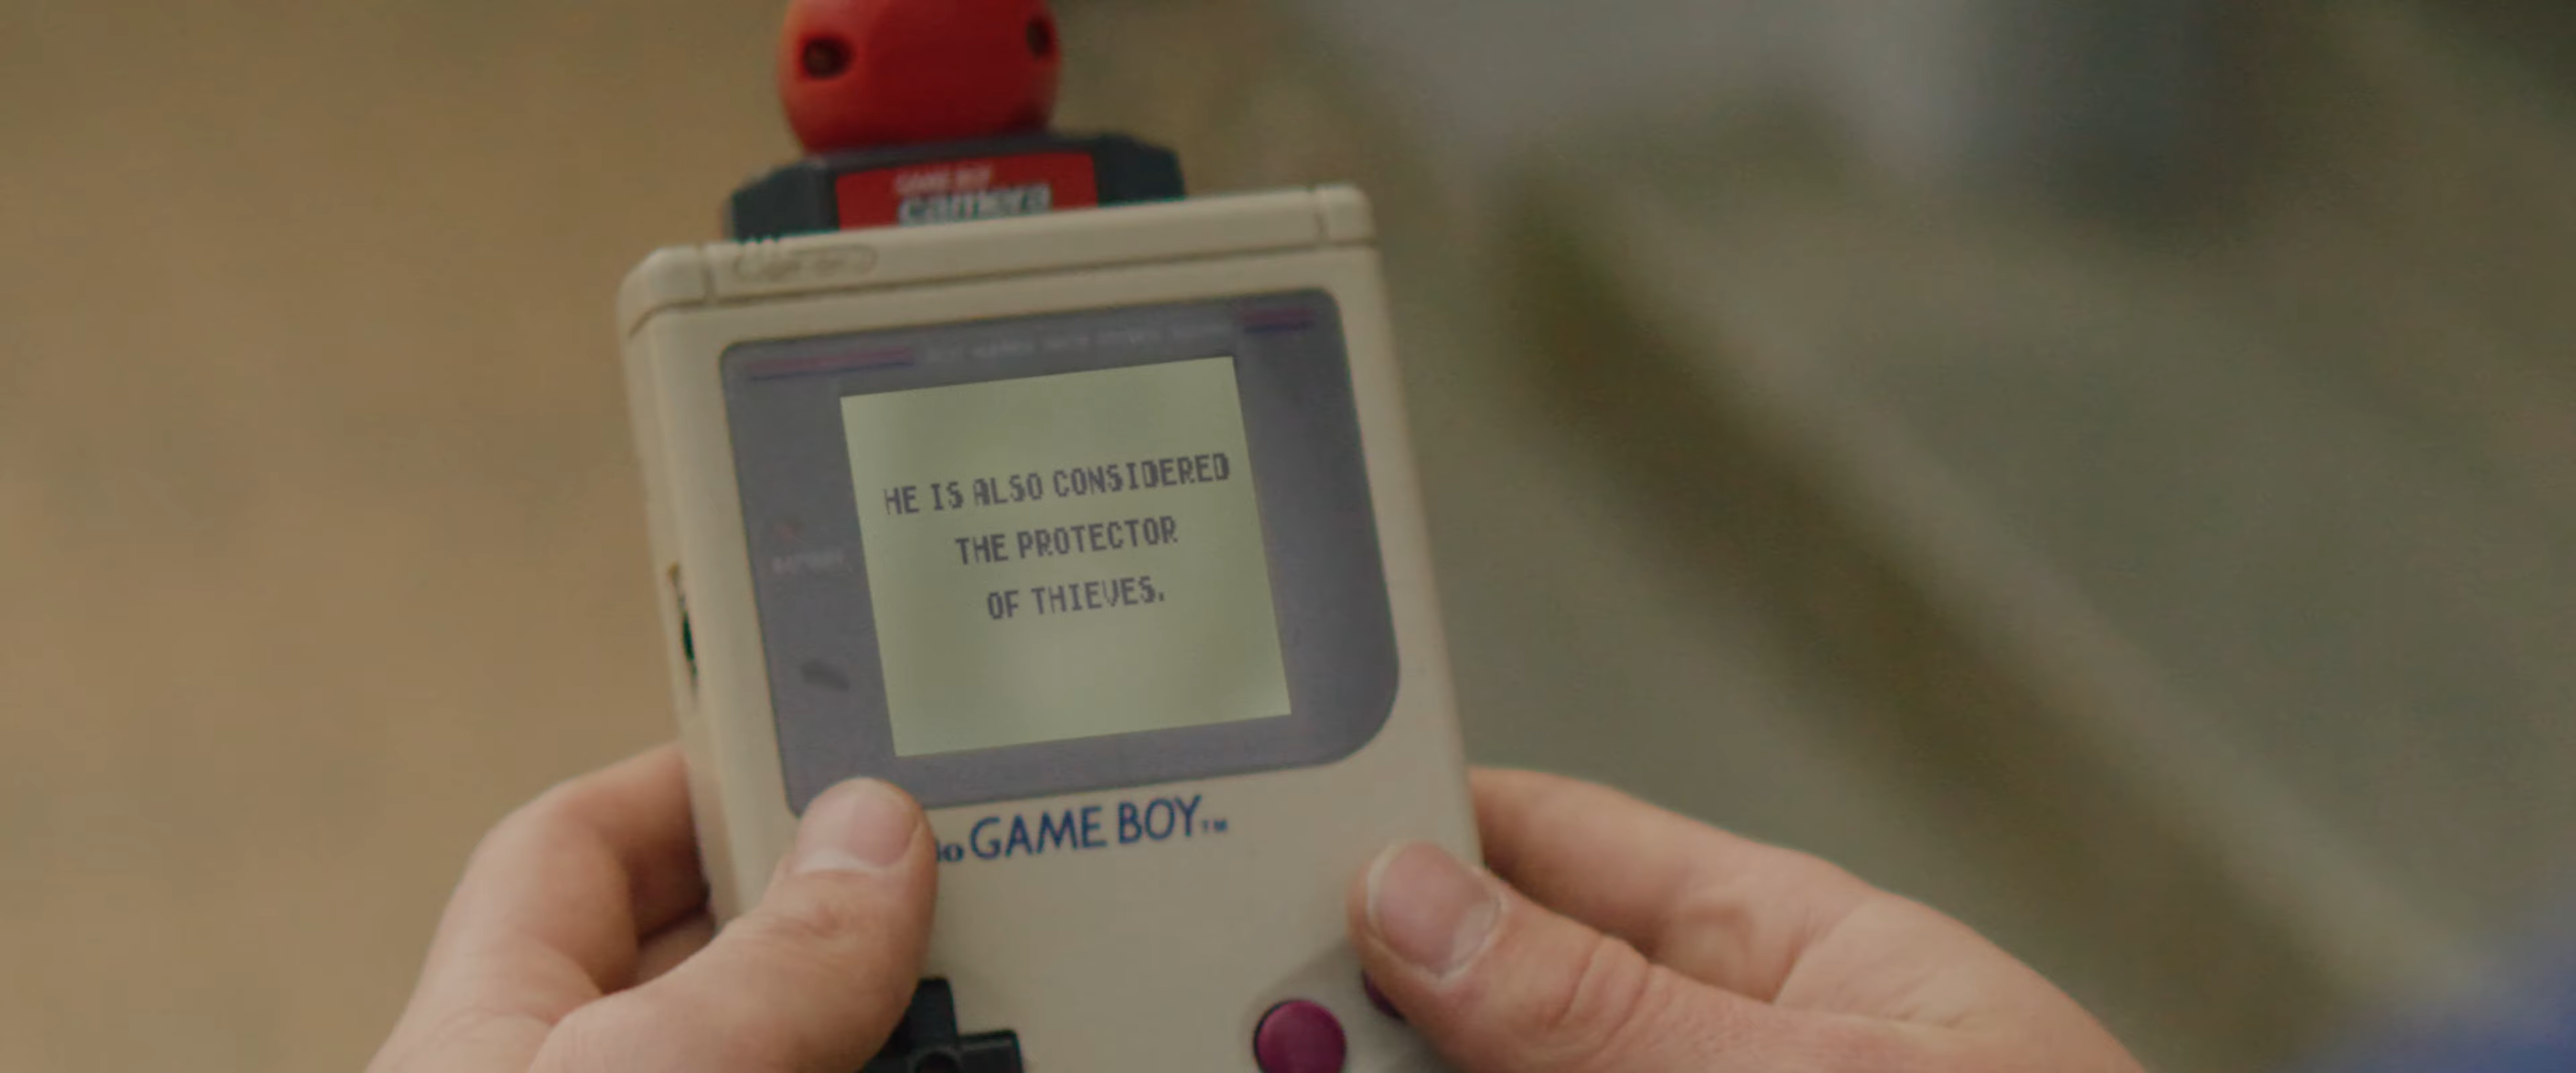 GAME BOY
camera
HE IS ALSO CONSIDERED
THE PROTECTOR
OF THIEVES.
GAME BOY™